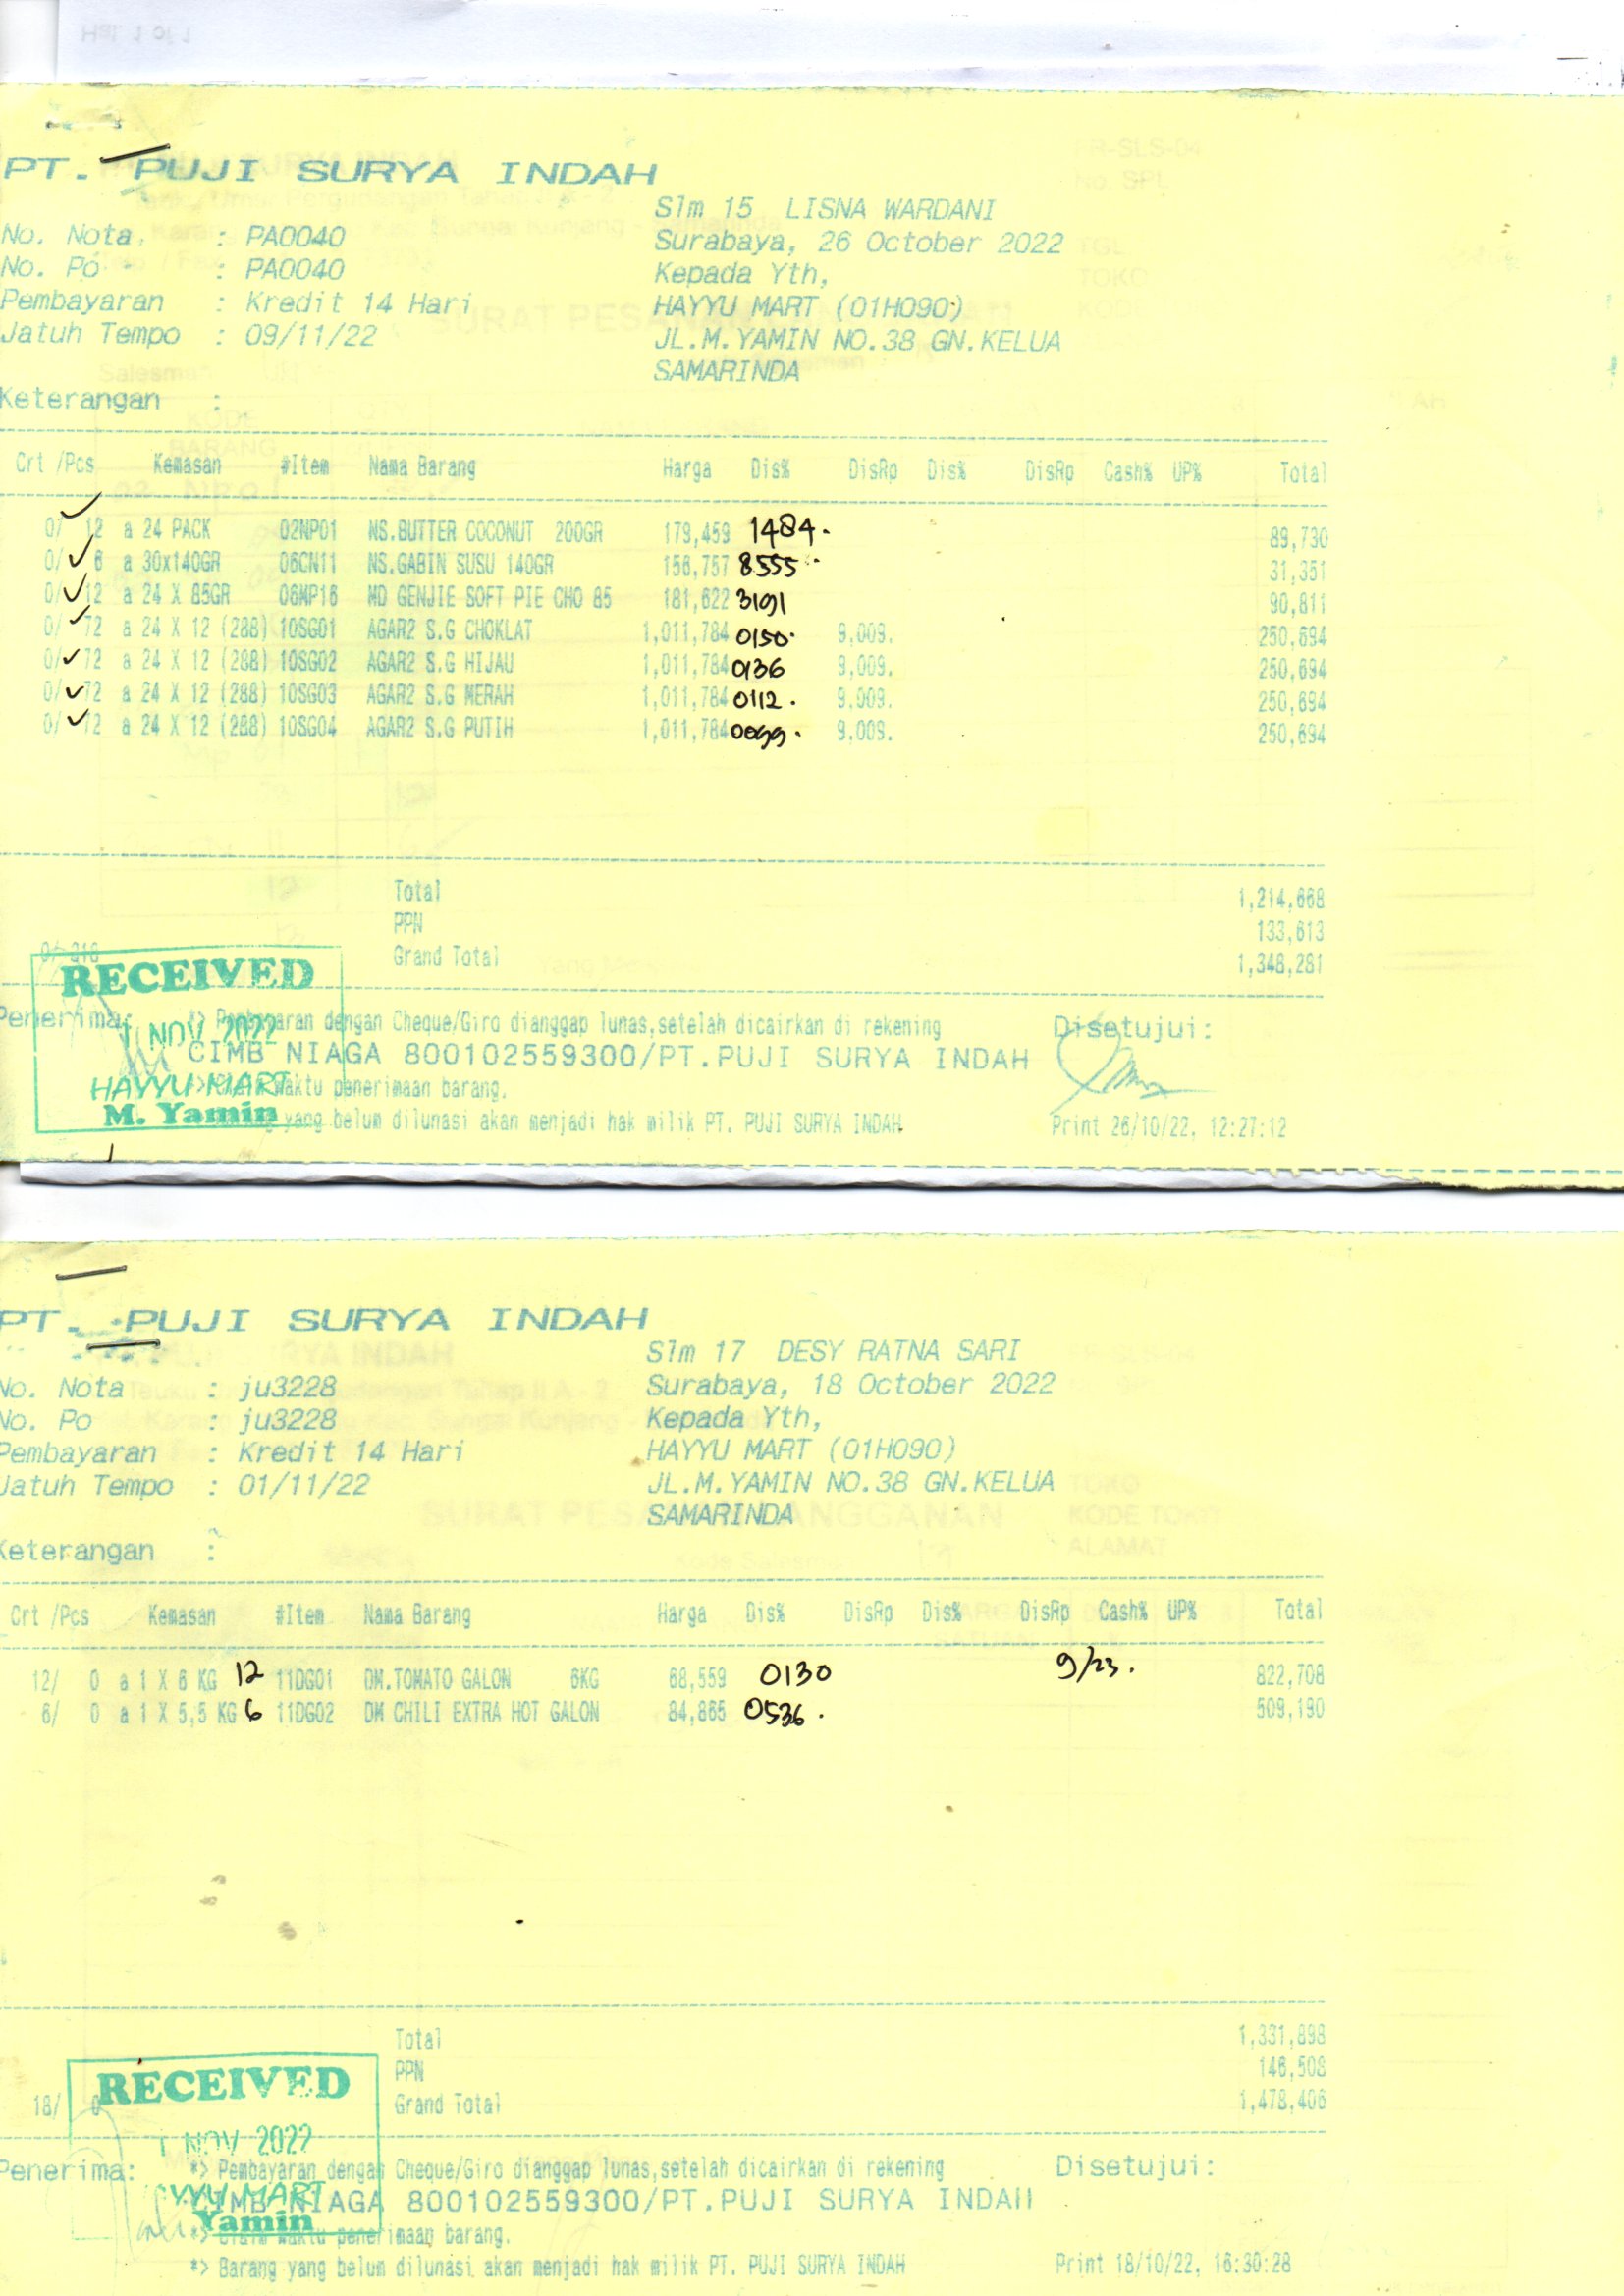 PT. PUJI SURYA INDAH
Slm 15 LISNA WARDANI
No. Nota : PA0040 Surabaya, 26 October 2022
No. Po : PA0040 Kepada Yth,
Pembayaran : Kredit 14 Hari HAYYU MART (01H090)
Jatuh Tempo : 09/11/22 JL.M.YAMIN NO.38 GN.KELUA
SAMARINDA
Keterangan :
Crt /Pcs Kemasan #Item Nama Barang Harga Dis% DisRp Dis% DisRp Cash% UP% Total
0/ 12 a 24 PACK 02NP01 NS.BUTTER COCONUT 200GR 179,459 1484. 89,730
0/ 6 a 30x140GR 06CN11 NS.GABIN SUSU 140GR 156,757 8555 31,351
0/ 12 a 24 X 85GR 06MP16 MD GENJIE SOFT PIE CHO 85 181,622 3191 90,811
0/ 72 a 24 X 12 (288) 10SG01 AGAR2 S.G CHOKLAT 1,011,784 0150. 9,009. 250,694
0/ 72 a 24 X 12 (288) 10SG02 AGAR2 S.G HIJAU 1,011,784 0136 9,009. 250,694
0/ 72 a 24 X 12 (288) 10SG03 AGAR2 S.G MERAH 1,011,784 0112. 9,009. 250,694
0/ 72 a 24 X 12 (288) 10SG04 AGAR2 S.G PUTIH 1,011,784 0099. 9,009. 250,694
Total 1,214,668
PPN 133,613
0/ 318 Grand Total 1,348,281
RECEIVED
Penerima: *> Pembayaran dengan Cheque/Giro dianggap lunas,setelah dicairkan di rekening Disetujui:
1 NOV 2022
CIMB NIAGA 800102559300/PT.PUJI SURYA INDAH
HAYYU MART
waktu penerimaan barang.
M. Yamin
yang belum dilunasi akan menjadi hak milik PT. PUJI SURYA INDAH Print 26/10/22, 12:27:12
PT. PUJI SURYA INDAH
Slm 17 DESY RATNA SARI
No. Nota : ju3228 Surabaya, 18 October 2022
No. Po : ju3228 Kepada Yth,
Pembayaran : Kredit 14 Hari HAYYU MART (01H090)
Jatuh Tempo : 01/11/22 JL.M.YAMIN NO.38 GN.KELUA
SAMARINDA
Keterangan :
Crt /Pcs Kemasan #Item Nama Barang Harga Dis% DisRp Dis% DisRp Cash% UP% Total
12/ 0 a 1 X 6 KG 12 11DG01 DM.TOMATO GALON 6KG 68,559 0130 9/23. 822,708
6/ 0 a 1 X 5,5 KG 6 11DG02 DM CHILI EXTRA HOT GALON 84,865 0536. 509,190
Total 1,331,898
PPN 146,508
18/ 0 Grand Total 1,478,406
RECEIVED
1 NOV 2022
Penerima: *> Pembayaran dengan Cheque/Giro dianggap lunas,setelah dicairkan di rekening Disetujui:
CIMB NIAGA 800102559300/PT.PUJI SURYA INDAH
YYU MART
Yamin
*> Claim waktu penerimaan barang.
*> Barang yang belum dilunasi akan menjadi hak milik PT. PUJI SURYA INDAH Print 18/10/22, 16:30:28